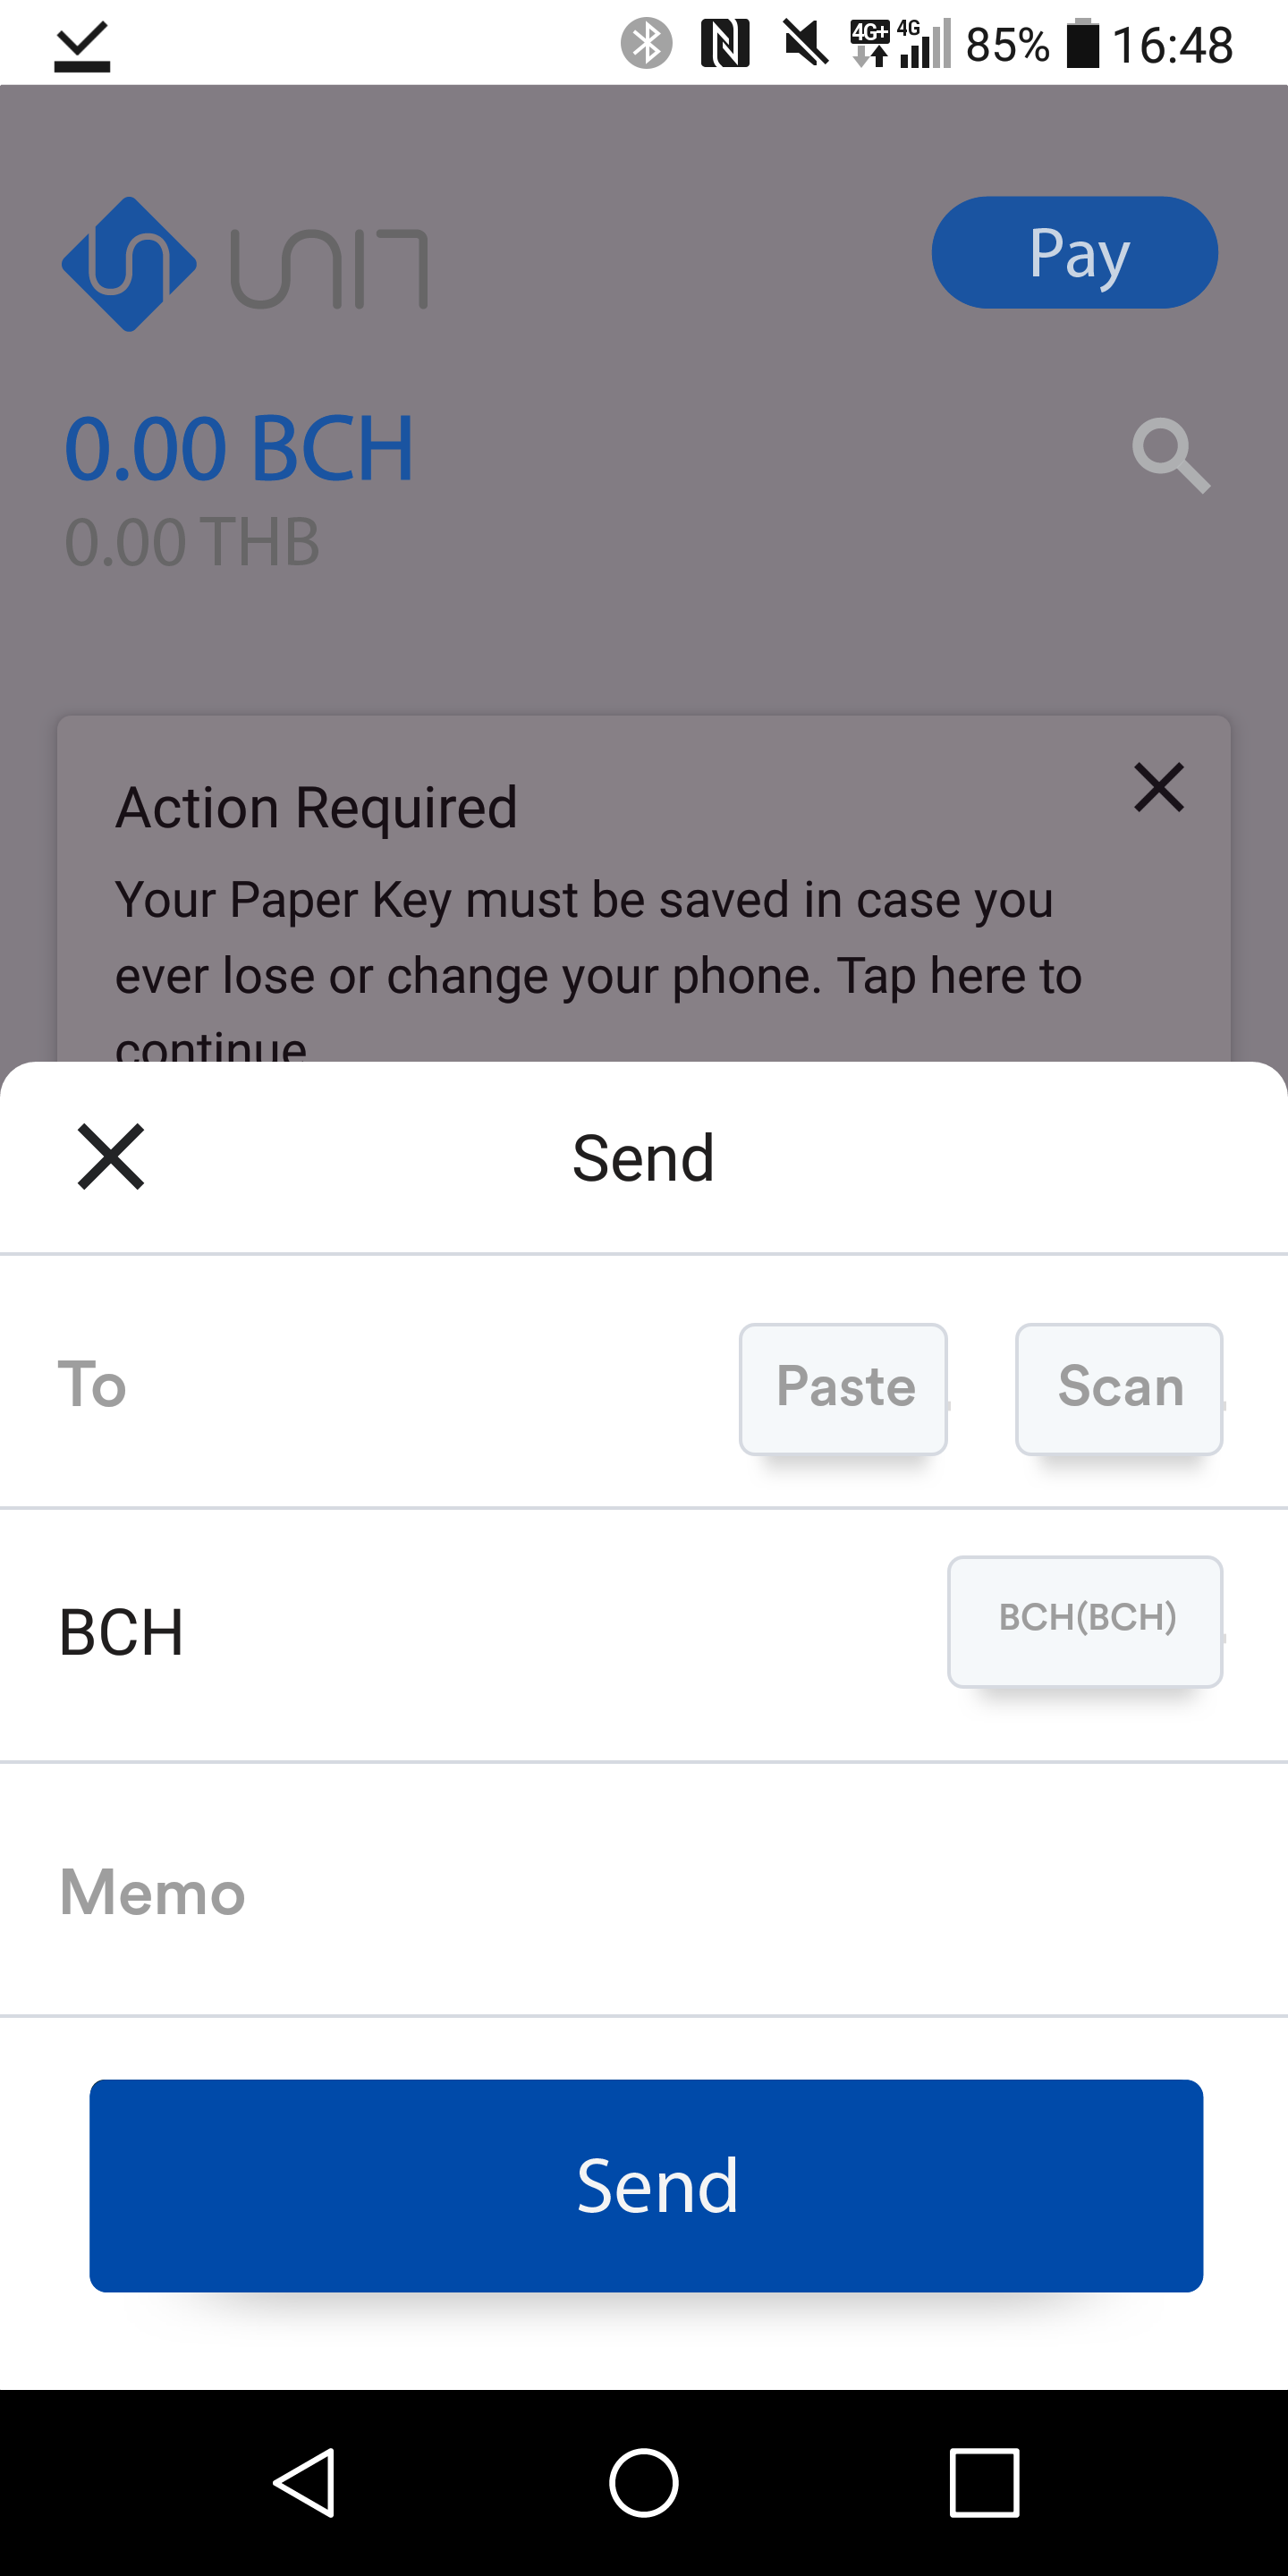 4G+ 4G 85% 16:48
UNIT
Pay
0.00 BCH
0.00 THB
Action Required
Your Paper Key must be saved in case you
ever lose or change your phone. Tap here to
continue
Send
To
Paste
Scan
BCH
BCH(BCH)
Memo
Send